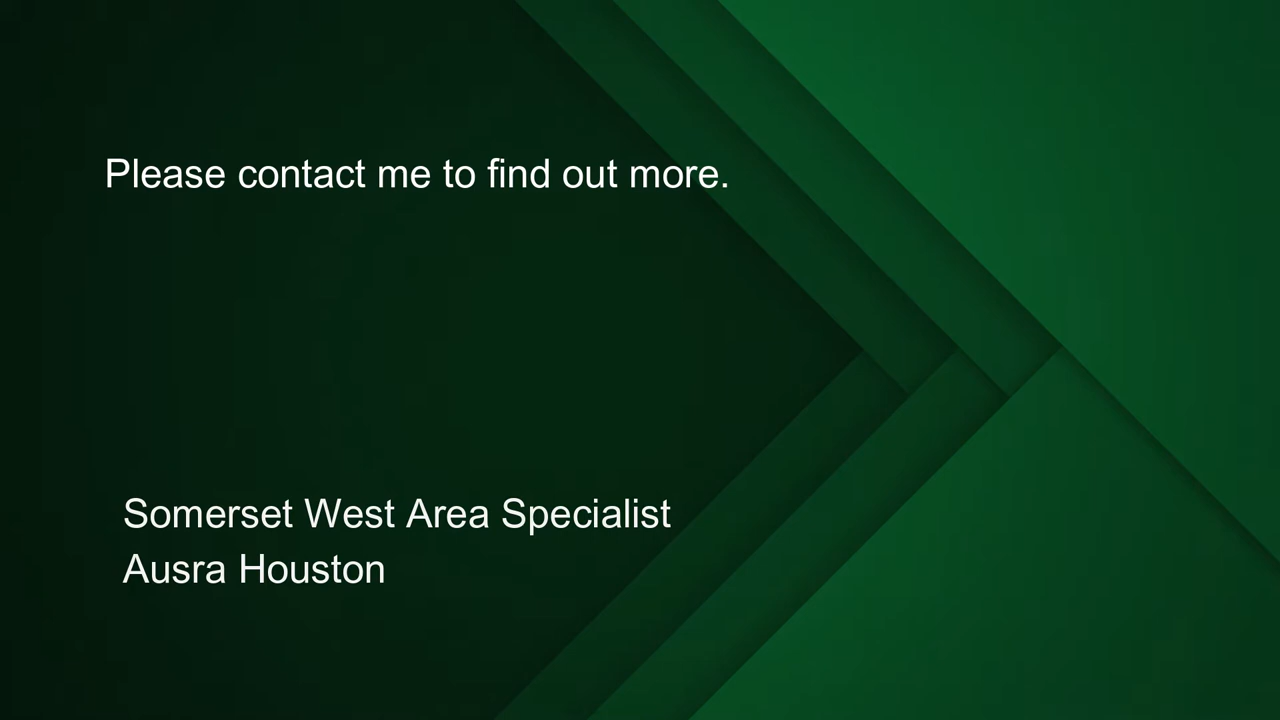 Please contact me to find out more.
Somerset West Area Specialist
Ausra Houston